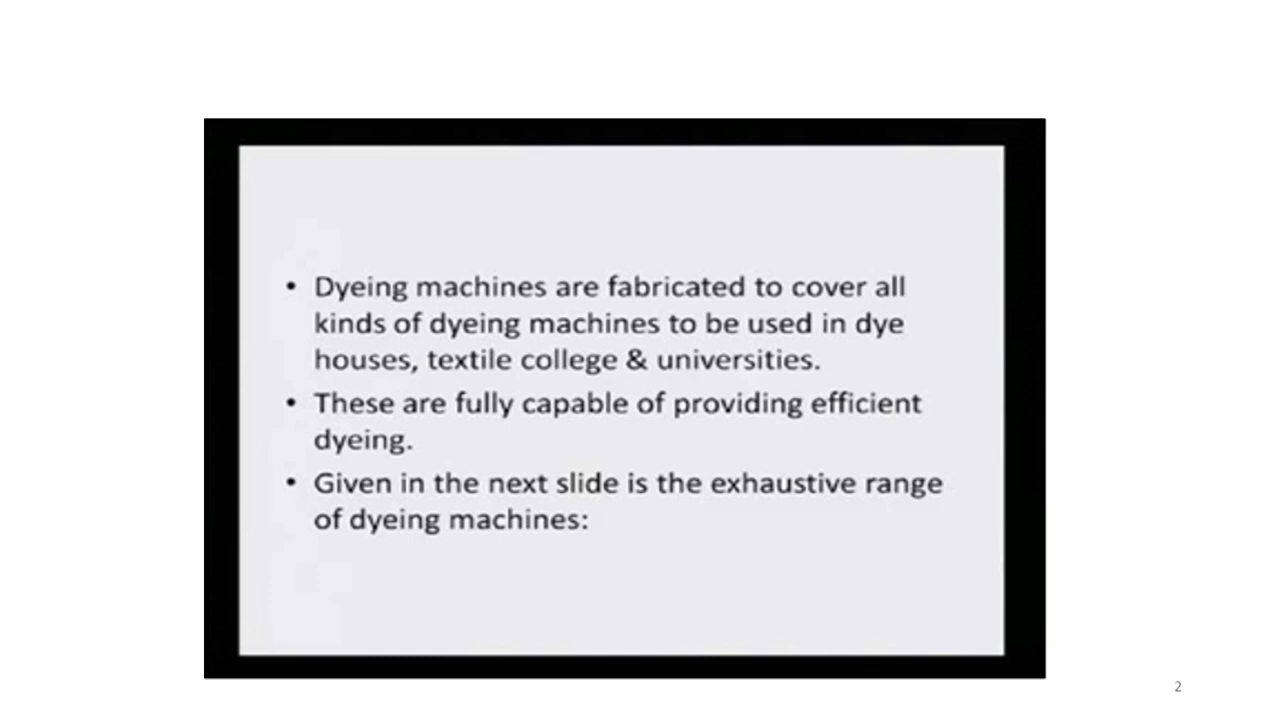 • Dyeing machines are fabricated to cover all
kinds of dyeing machines to be used in dye
houses, textile college & universities.
• These are fully capable of providing efficient
dyeing.
• Given in the next slide is the exhaustive range
of dyeing machines:
2